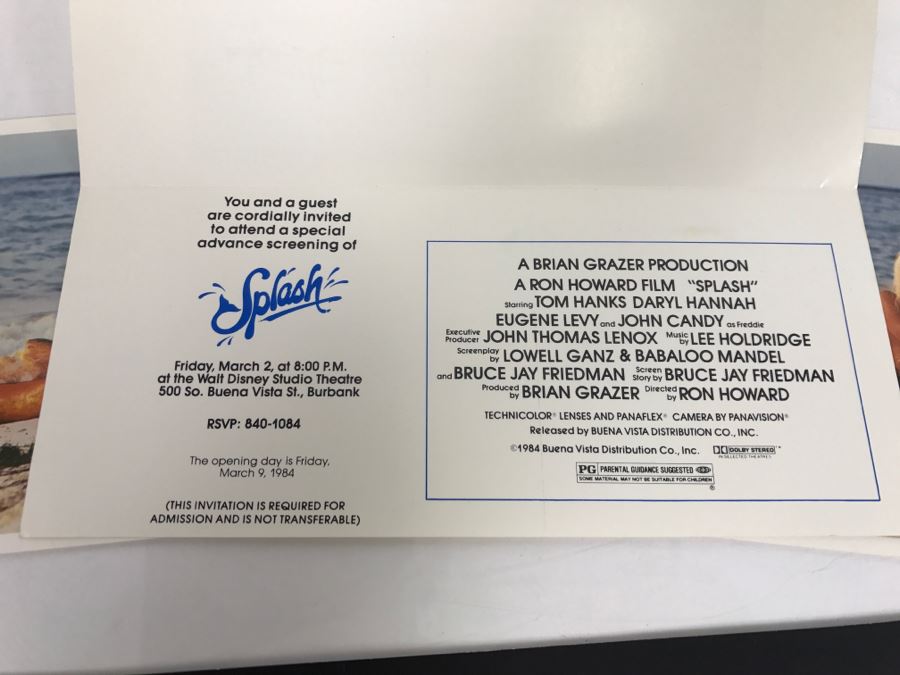 You and a guest
are cordially invited
to attend a special
advance screening of
Splash
Friday, March 2, at 8:00 P.M.
at the Walt Disney Studio Theatre
500 So. Buena Vista St., Burbank
RSVP: 840-1084
The opening day is Friday,
March 9, 1984
(THIS INVITATION IS REQUIRED FOR
ADMISSION AND IS NOT TRANSFERABLE)
A BRIAN GRAZER PRODUCTION
A RON HOWARD FILM "SPLASH"
Starring TOM HANKS DARYL HANNAH
EUGENE LEVY and JOHN CANDY as Freddie
Executive Producer JOHN THOMAS LENOX Music by LEE HOLDRIDGE
Screenplay by LOWELL GANZ & BABALOO MANDEL
and BRUCE JAY FRIEDMAN Screen Story by BRUCE JAY FRIEDMAN
Produced by BRIAN GRAZER Directed by RON HOWARD
TECHNICOLOR® LENSES AND PANAFLEX® CAMERA BY PANAVISION®
Released by BUENA VISTA DISTRIBUTION CO., INC.
©1984 Buena Vista Distribution Co., Inc. DOLBY STEREO ™
IN SELECTED THEATRES
PG PARENTAL GUIDANCE SUGGESTED
SOME MATERIAL MAY NOT BE SUITABLE FOR CHILDREN
®